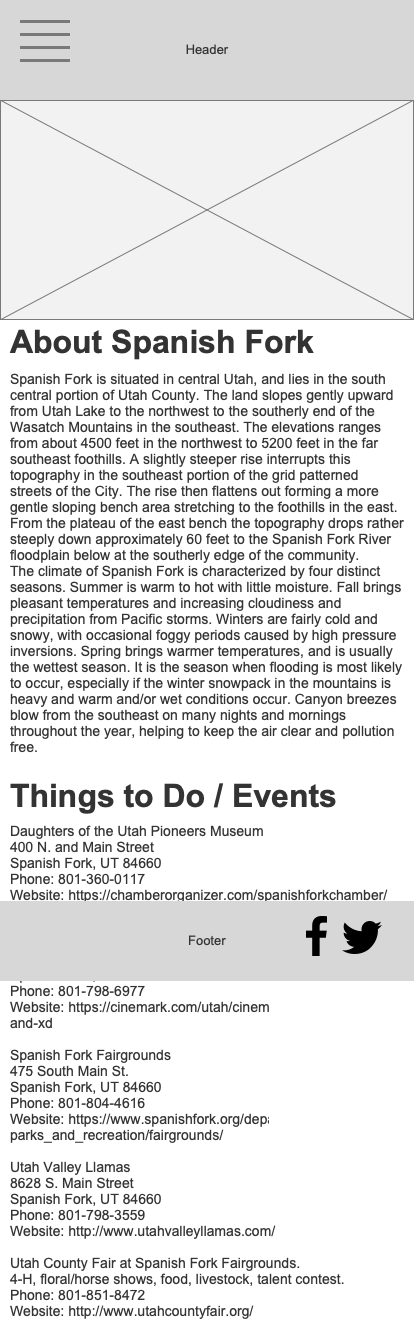 Header
About Spanish Fork
Spanish Fork is situated in central Utah, and lies in the south
central portion of Utah County. The land slopes gently upward
from Utah Lake to the northwest to the southerly end of the
Wasatch Mountains in the southeast. The elevations ranges
from about 4500 feet in the northwest to 5200 feet in the far
southeast foothills. A slightly steeper rise interrupts this
topography in the southeast portion of the grid patterned
streets of the City. The rise then flattens out forming a more
gentle sloping bench area stretching to the foothills in the east.
From the plateau of the east bench the topography drops rather
steeply down approximately 60 feet to the Spanish Fork River
floodplain below at the southerly edge of the community.
The climate of Spanish Fork is characterized by four distinct
seasons. Summer is warm to hot with little moisture. Fall brings
pleasant temperatures and increasing cloudiness and
precipitation from Pacific storms. Winters are fairly cold and
snowy, with occasional foggy periods caused by high pressure
inversions. Spring brings warmer temperatures, and is usually
the wettest season. It is the season when flooding is most likely
to occur, especially if the winter snowpack in the mountains is
heavy and warm and/or wet conditions occur. Canyon breezes
blow from the southeast on many nights and mornings
throughout the year, helping to keep the air clear and pollution
free.
Things to Do / Events
Daughters of the Utah Pioneers Museum
400 N. and Main Street
Spanish Fork, UT 84660
Phone: 801-360-0117
Website: https://chamberorganizer.com/spanishforkchamber/
Footer
Phone: 801-798-6977
Website: https://cinemark.com/utah/cinem
and-xd
Spanish Fork Fairgrounds
475 South Main St.
Spanish Fork, UT 84660
Phone: 801-804-4616
Website: https://www.spanishfork.org/depa
parks_and_recreation/fairgrounds/
Utah Valley Llamas
8628 S. Main Street
Spanish Fork, UT 84660
Phone: 801-798-3559
Website: http://www.utahvalleyllamas.com/
Utah County Fair at Spanish Fork Fairgrounds.
4-H, floral/horse shows, food, livestock, talent contest.
Phone: 801-851-8472
Website: http://www.utahcountyfair.org/